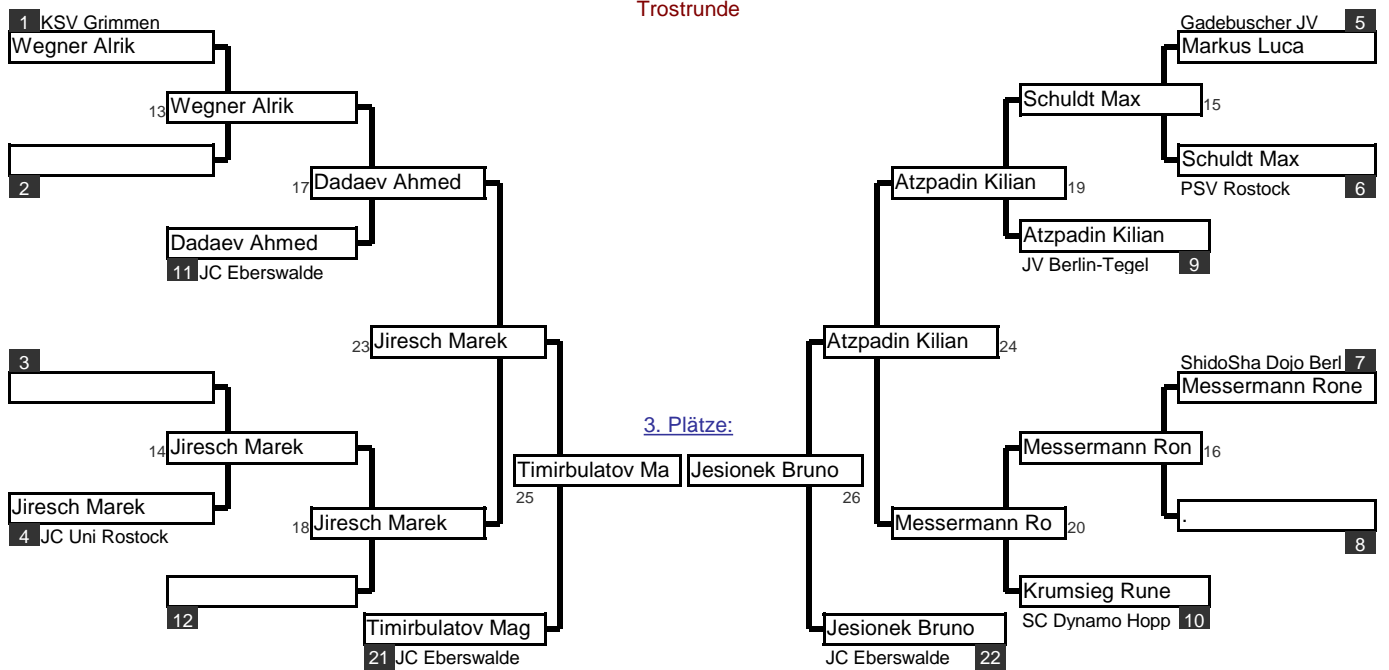 Trostrunde
1 KSV Grimmen
Gadebuscher JV 5
Wegner Alrik
Markus Luca
13 Wegner Alrik
Schuldt Max 15
2
Schuldt Max
PSV Rostock 6
17 Dadaev Ahmed
Atzpadin Kilian 19
Dadaev Ahmed
11 JC Eberswalde
Atzpadin Kilian
JV Berlin-Tegel 9
23 Jiresch Marek
Atzpadin Kilian 24
3
ShidoSha Dojo Berl 7
Messermann Rone
3. Plätze:
14 Jiresch Marek
Messermann Ron 16
Timirbulatov Ma
25
Jesionek Bruno
26
Jiresch Marek
4 JC Uni Rostock
18 Jiresch Marek
Messermann Ro 20
.
8
12
Krumsieg Rune
SC Dynamo Hopp 10
Timirbulatov Mag
21 JC Eberswalde
Jesionek Bruno
JC Eberswalde 22